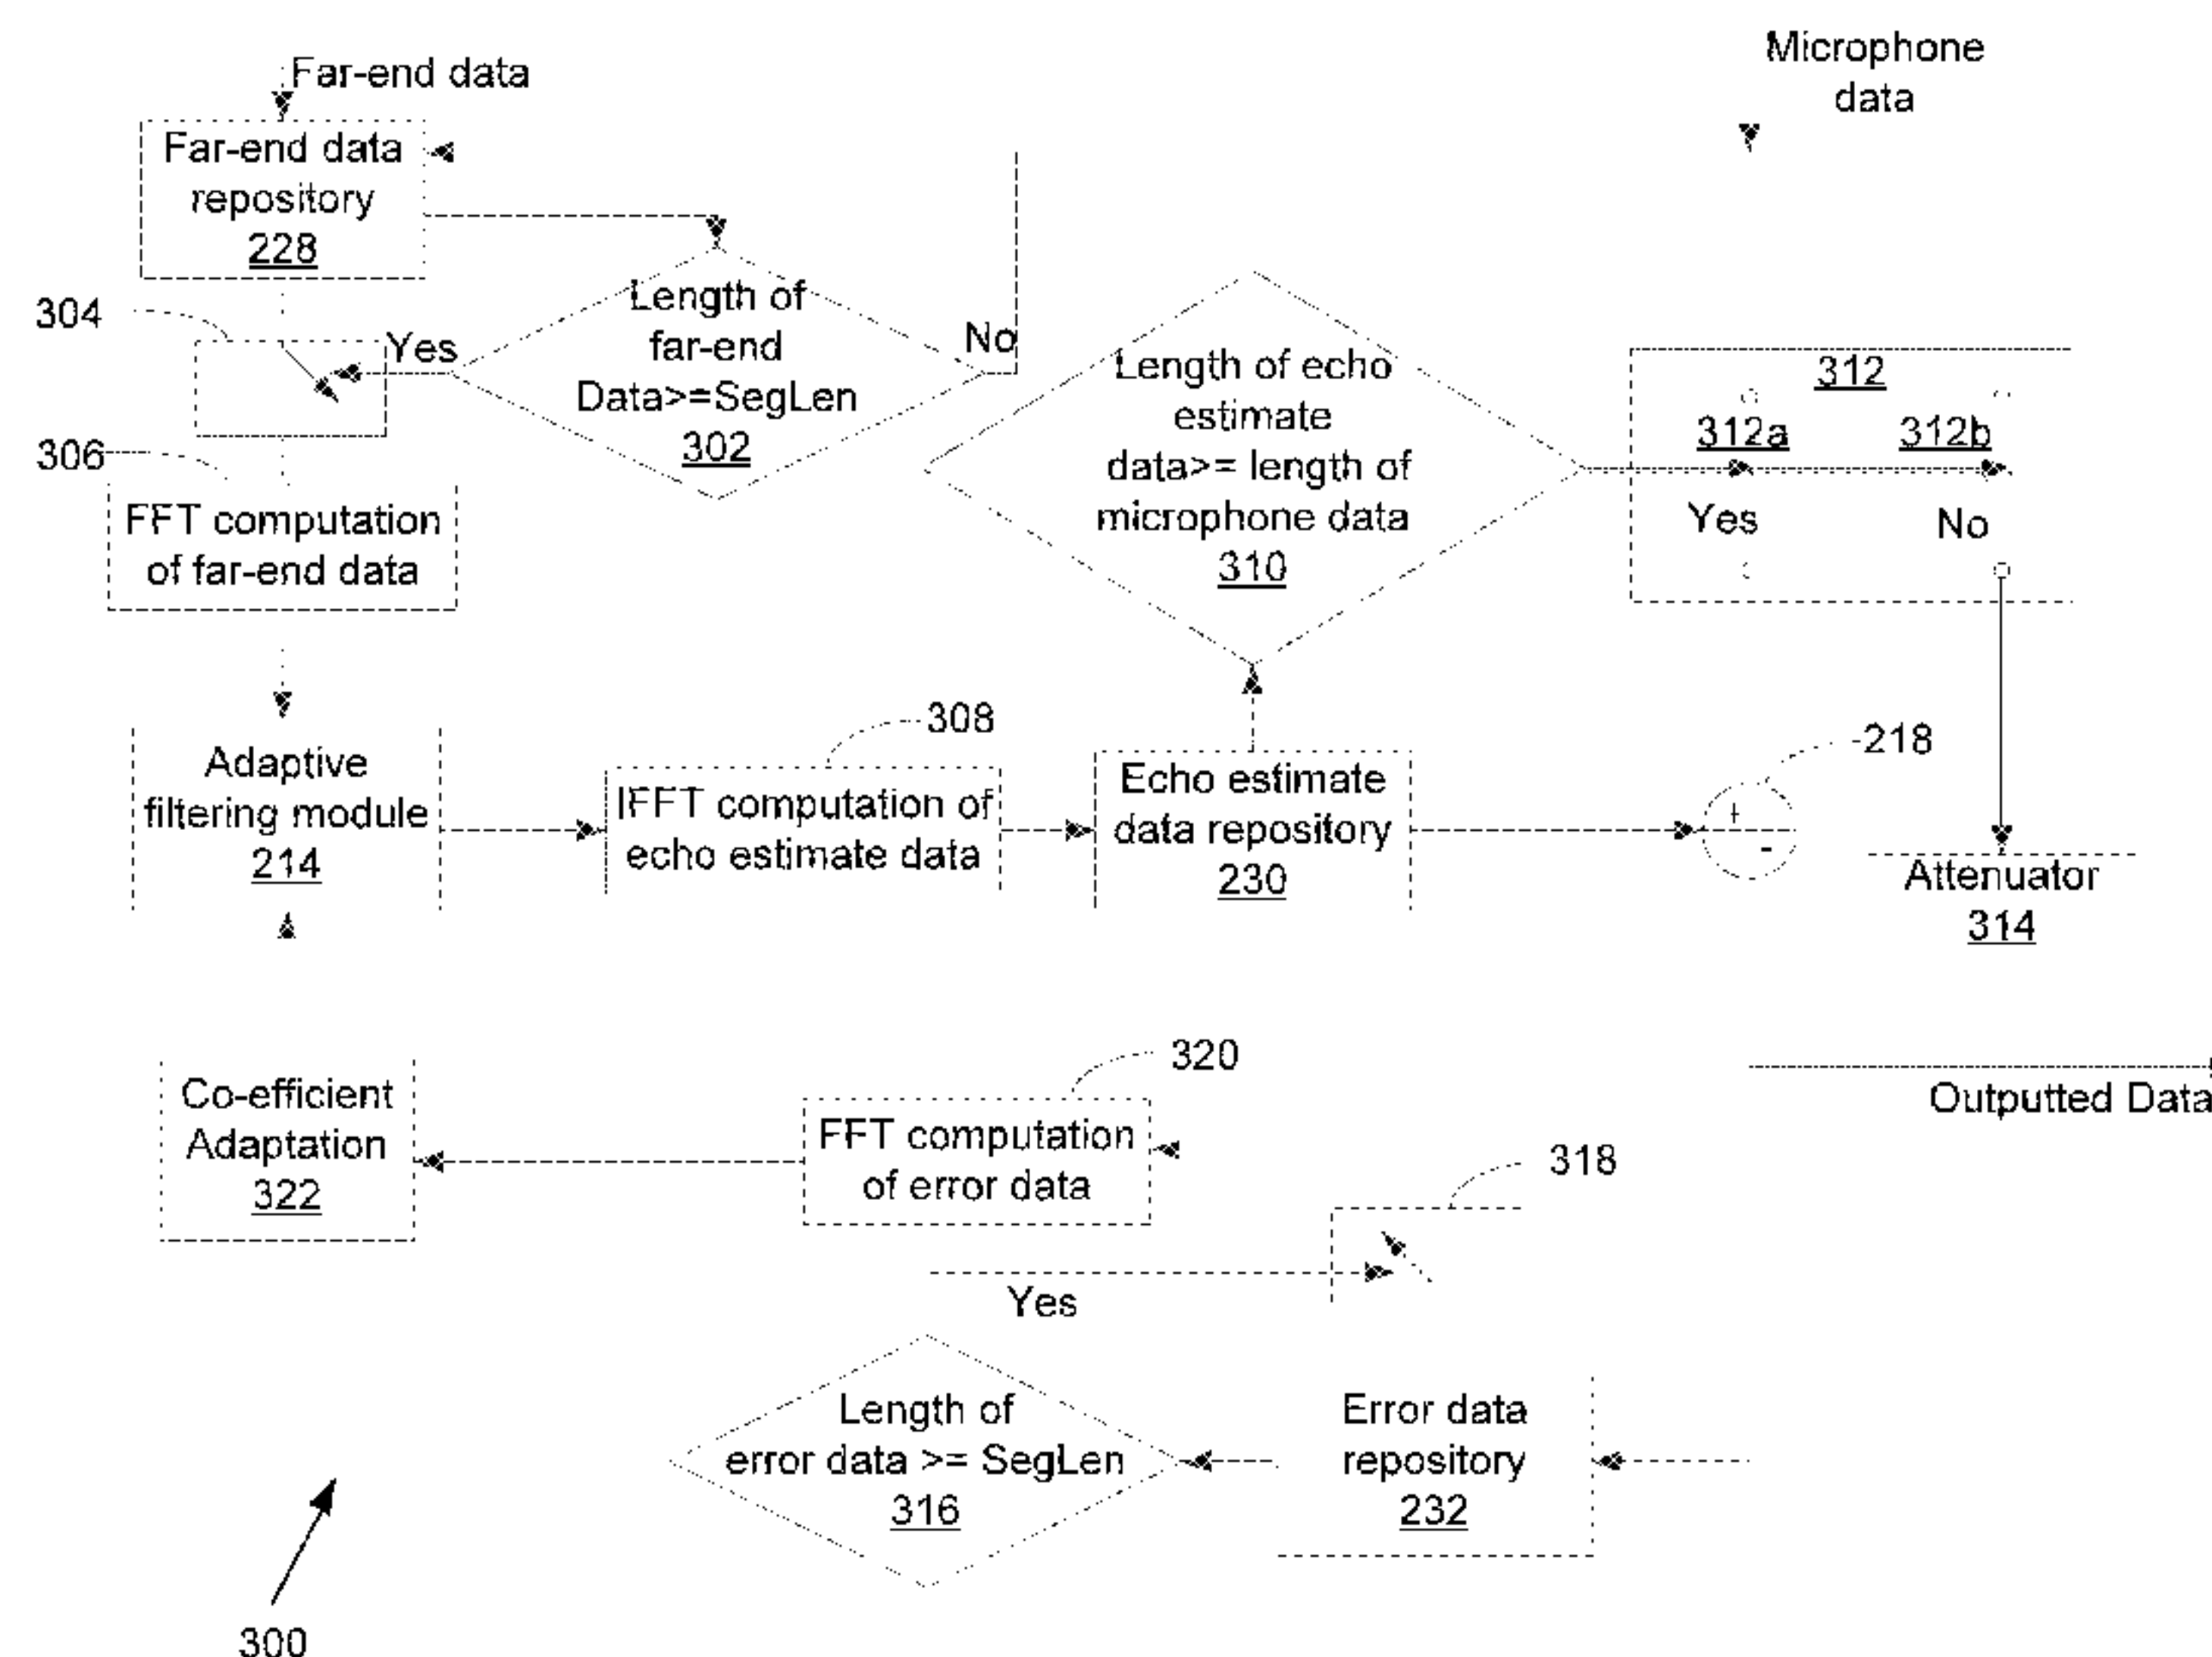 Far-end data
Microphone
data
Far-end data
repository
228
304
Yes
Length of
far-end
Data>=SegLen
302
No
Length of echo
estimate
data>= length of
microphone data
310
312
312a
312b
Yes
No
306
FFT computation
of far-end data
308
218
Adaptive
filtering module
214
IFFT computation of
echo estimate data
Echo estimate
data repository
230
+
-
Attenuator
314
320
Co-efficient
Adaptation
322
FFT computation
of error data
Outputted Data
318
Yes
Length of
error data >= SegLen
316
Error data
repository
232
300